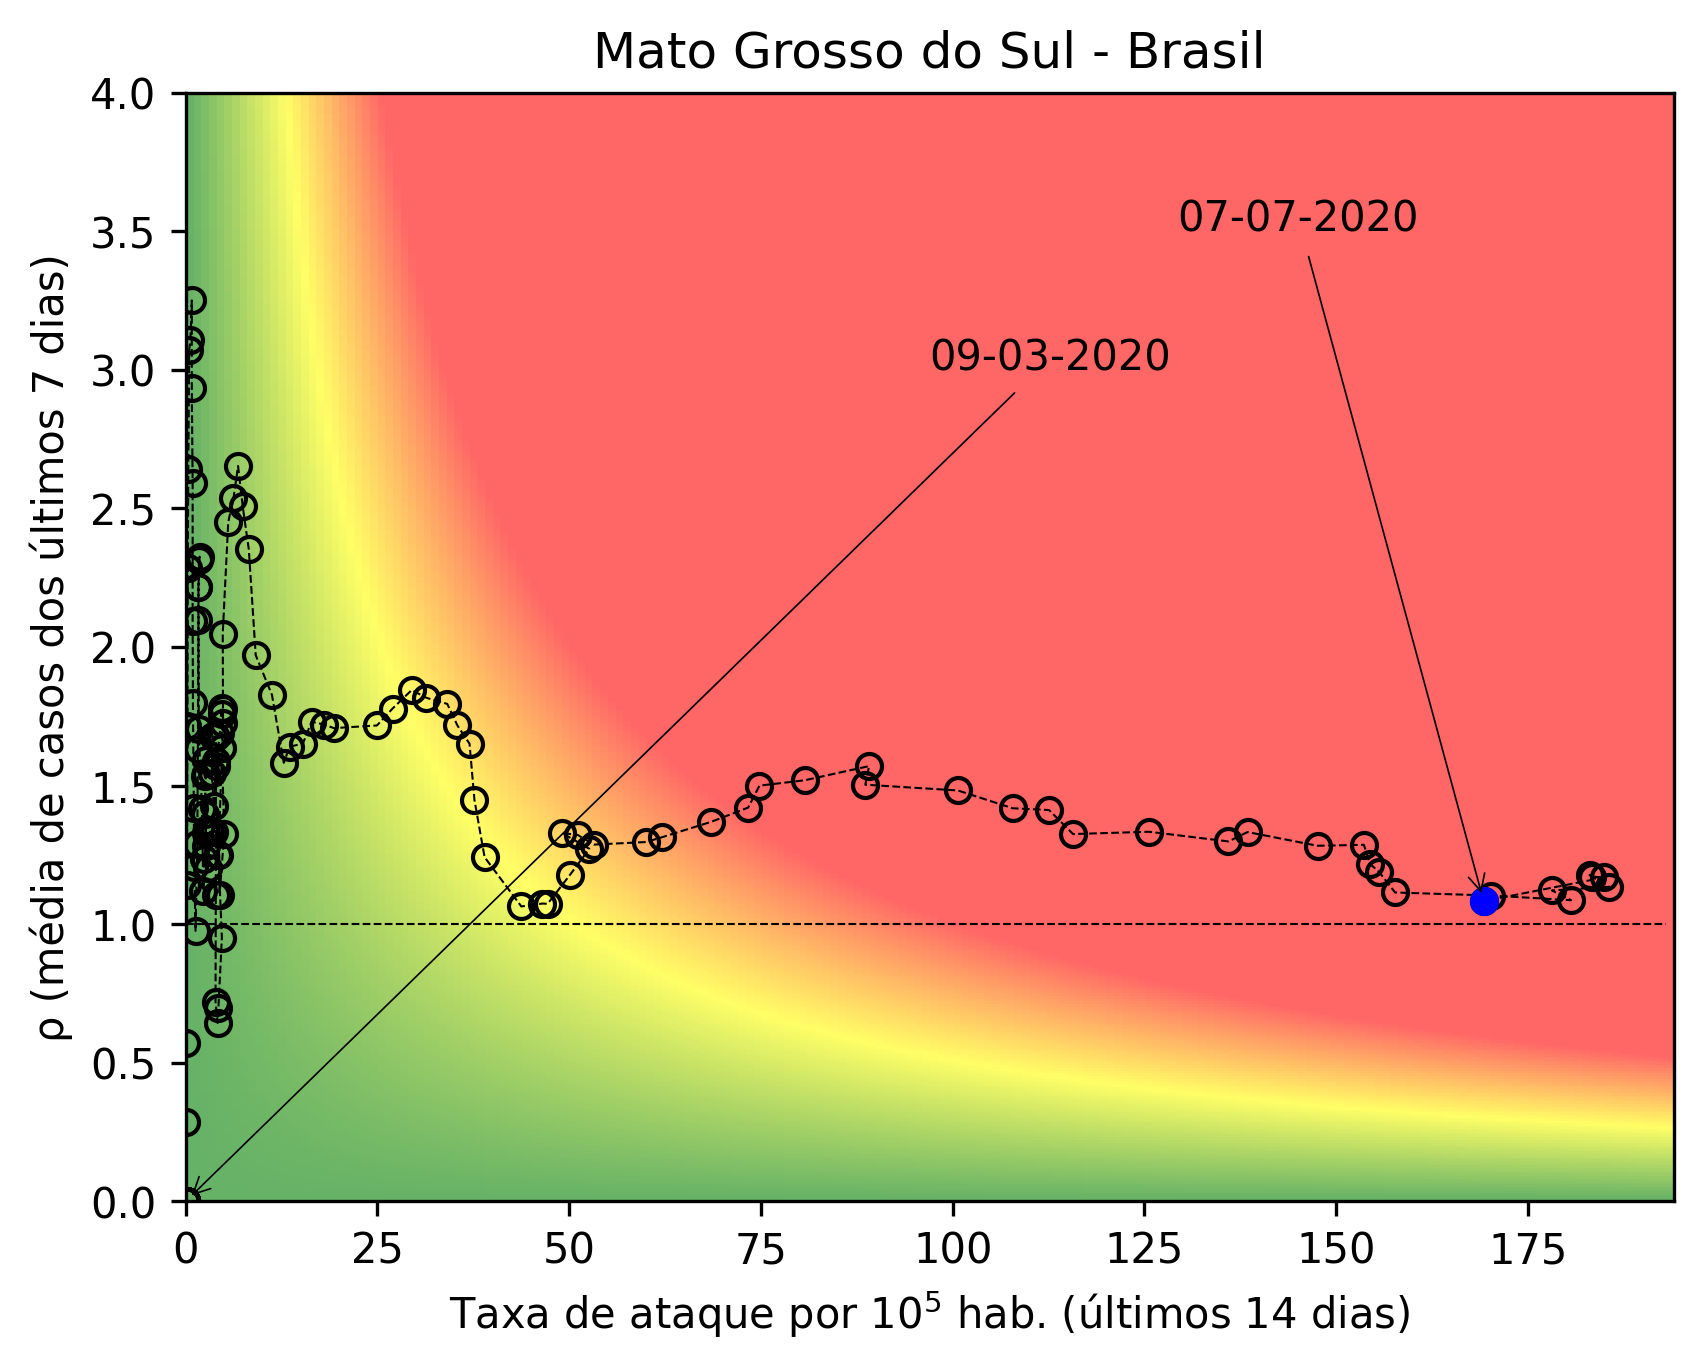 Mato Grosso do Sul - Brasil
4.0
3.5
3.0
2.5
2.0
1.5
1.0
0.5
0.0
ρ (média de casos dos últimos 7 dias)
07-07-2020
09-03-2020
0 25 50 75 100 125 150 175
Taxa de ataque por 10⁵ hab. (últimos 14 dias)